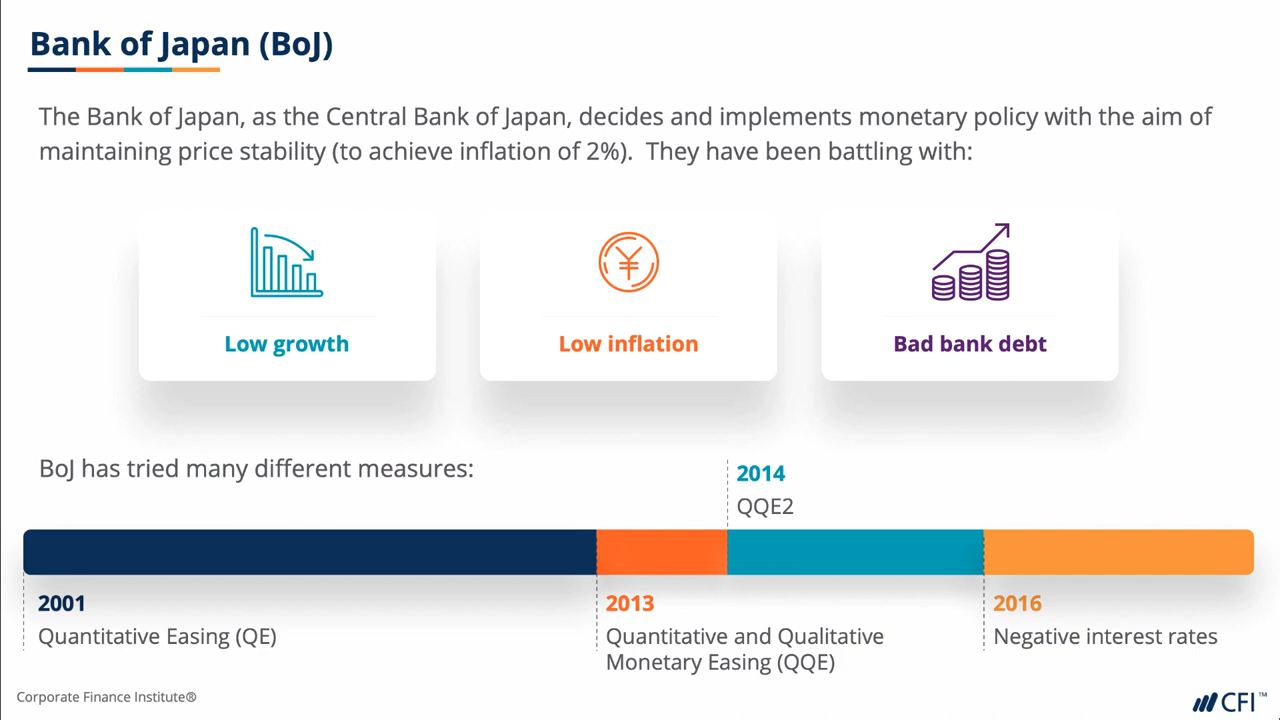 Bank of Japan (BoJ)
The Bank of Japan, as the Central Bank of Japan, decides and implements monetary policy with the aim of
maintaining price stability (to achieve inflation of 2%).  They have been battling with:
¥
Low growth
Low inflation
Bad bank debt
BoJ has tried many different measures:
2014
QQE2
2001
Quantitative Easing (QE)
2013
Quantitative and Qualitative
Monetary Easing (QQE)
2016
Negative interest rates
Corporate Finance Institute®
CFI™